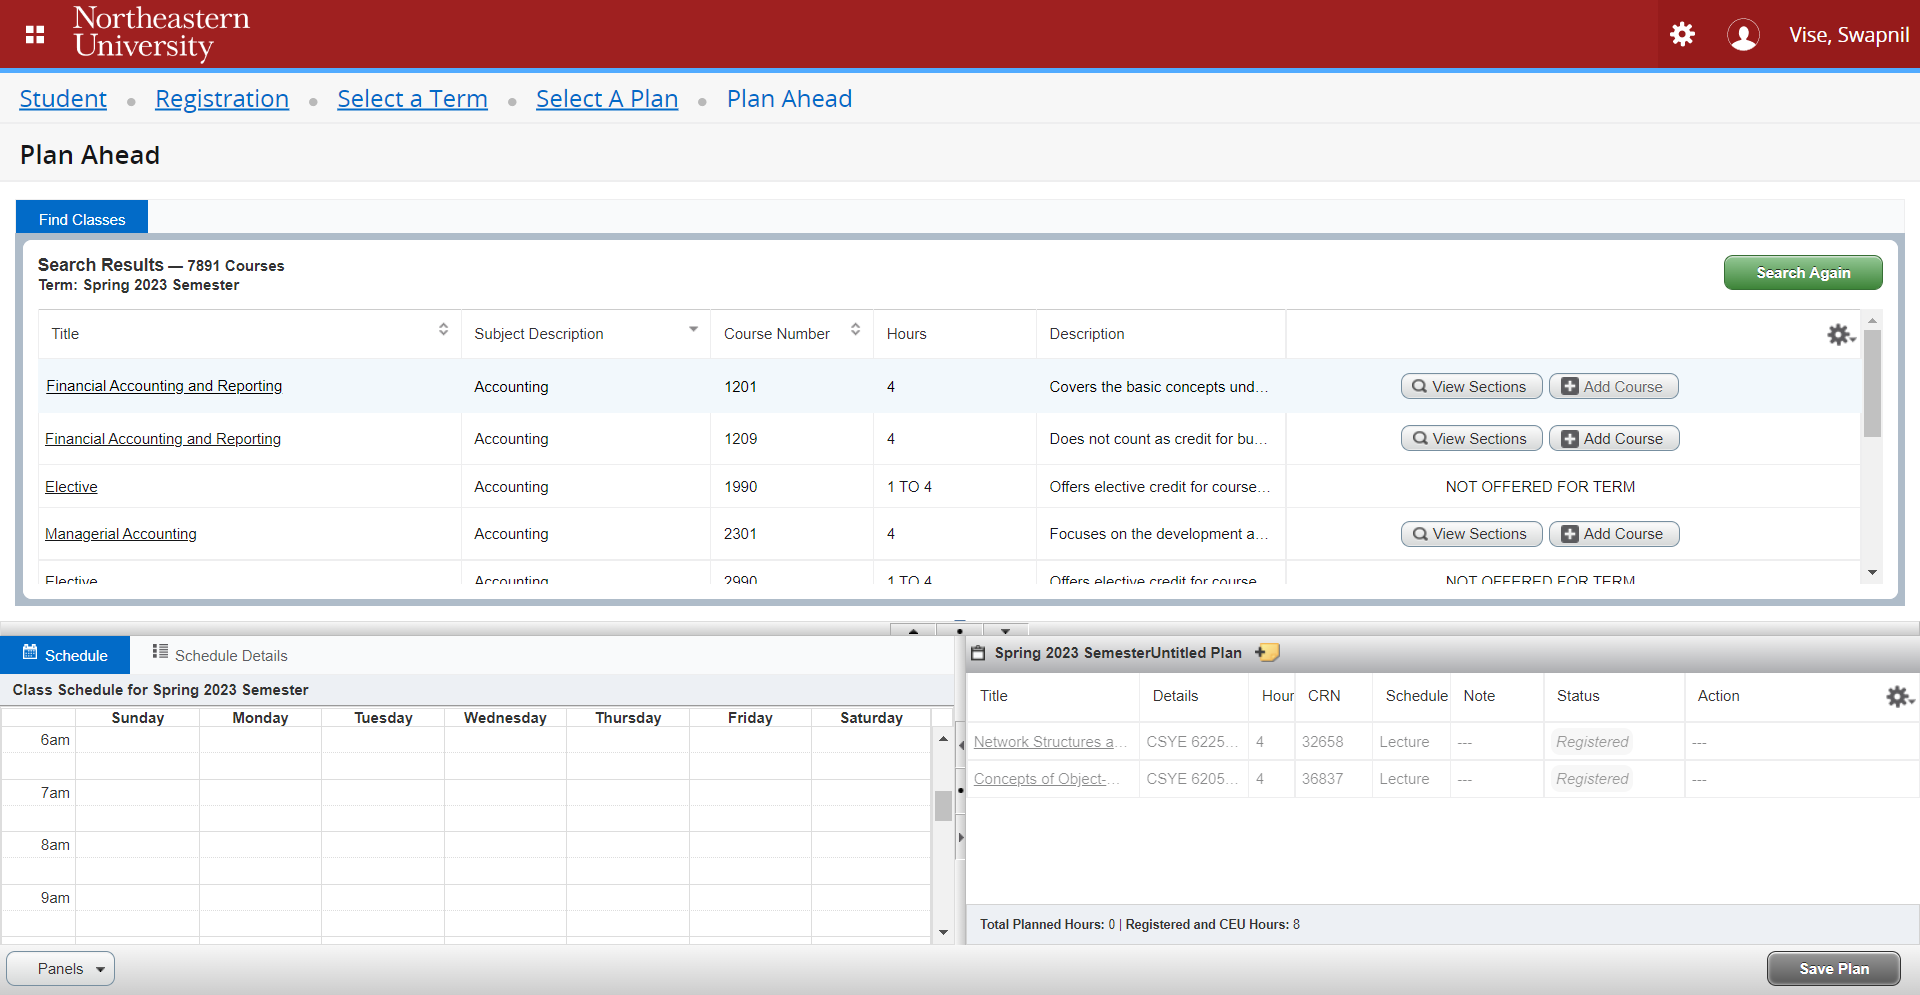 Northeastern
University
Vise, Swapnil
Student
Registration
Select a Term
Select A Plan
Plan Ahead
Plan Ahead
Find Classes
Search Results — 7891 Courses
Term: Spring 2023 Semester
Search Again
Title Subject Description Course Number Hours Description
Financial Accounting and Reporting Accounting 1201 4 Covers the basic concepts und... View Sections Add Course
Financial Accounting and Reporting Accounting 1209 4 Does not count as credit for bu... View Sections Add Course
Elective Accounting 1990 1 TO 4 Offers elective credit for course... NOT OFFERED FOR TERM
Managerial Accounting Accounting 2301 4 Focuses on the development a... View Sections Add Course
Elective Accounting 2990 1 TO 4 Offers elective credit for course NOT OFFERED FOR TERM
Schedule
Schedule Details
Class Schedule for Spring 2023 Semester
Sunday Monday Tuesday Wednesday Thursday Friday Saturday
6am
7am
8am
9am
Spring 2023 SemesterUntitled Plan
Title Details Hour CRN Schedule Note Status Action
Network Structures a... CSYE 6225... 4 32658 Lecture --- Registered ---
Concepts of Object-... CSYE 6205... 4 36837 Lecture --- Registered ---
Total Planned Hours: 0 | Registered and CEU Hours: 8
Panels
Save Plan